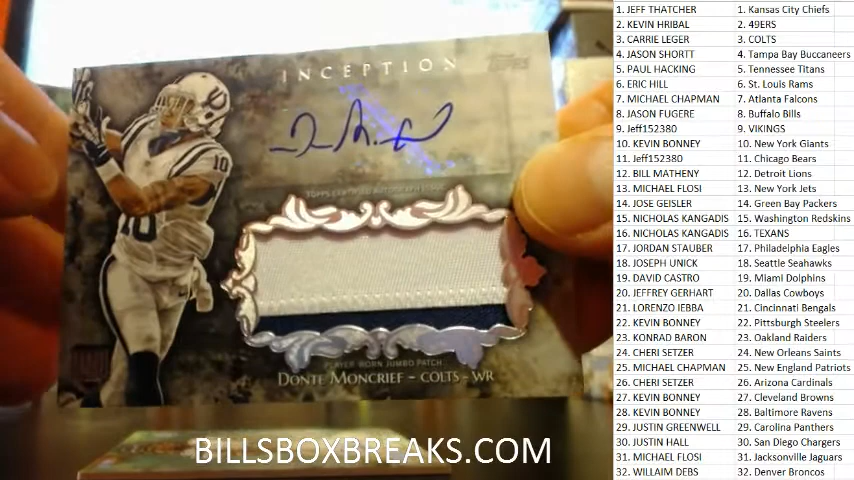 INCEPTION
TOPPS
TOPPS CERTIFIED AUTOGRAPH ISSUE
10
10
PLAYER-WORN JUMBO PATCH
DONTE MONCRIEF - COLTS - WR
BILLSBOXBREAKS.COM
1. JEFF THATCHER 1. Kansas City Chiefs
2. KEVIN HRIBAL 2. 49ERS
3. CARRIE LEGER 3. COLTS
4. JASON SHORTT 4. Tampa Bay Buccaneers
5. PAUL HACKING 5. Tennessee Titans
6. ERIC HILL 6. St. Louis Rams
7. MICHAEL CHAPMAN 7. Atlanta Falcons
8. JASON FUGERE 8. Buffalo Bills
9. Jeff152380 9. VIKINGS
10. KEVIN BONNEY 10. New York Giants
11. Jeff152380 11. Chicago Bears
12. BILL MATHENY 12. Detroit Lions
13. MICHAEL FLOSI 13. New York Jets
14. JOSE GEISLER 14. Green Bay Packers
15. NICHOLAS KANGADIS 15. Washington Redskins
16. NICHOLAS KANGADIS 16. TEXANS
17. JORDAN STAUBER 17. Philadelphia Eagles
18. JOSEPH UNICK 18. Seattle Seahawks
19. DAVID CASTRO 19. Miami Dolphins
20. JEFFREY GERHART 20. Dallas Cowboys
21. LORENZO IEBBA 21. Cincinnati Bengals
22. KEVIN BONNEY 22. Pittsburgh Steelers
23. KONRAD BARON 23. Oakland Raiders
24. CHERI SETZER 24. New Orleans Saints
25. MICHAEL CHAPMAN 25. New England Patriots
26. CHERI SETZER 26. Arizona Cardinals
27. KEVIN BONNEY 27. Cleveland Browns
28. KEVIN BONNEY 28. Baltimore Ravens
29. JUSTIN GREENWELL 29. Carolina Panthers
30. JUSTIN HALL 30. San Diego Chargers
31. MICHAEL FLOSI 31. Jacksonville Jaguars
32. WILLAIM DEBS 32. Denver Broncos